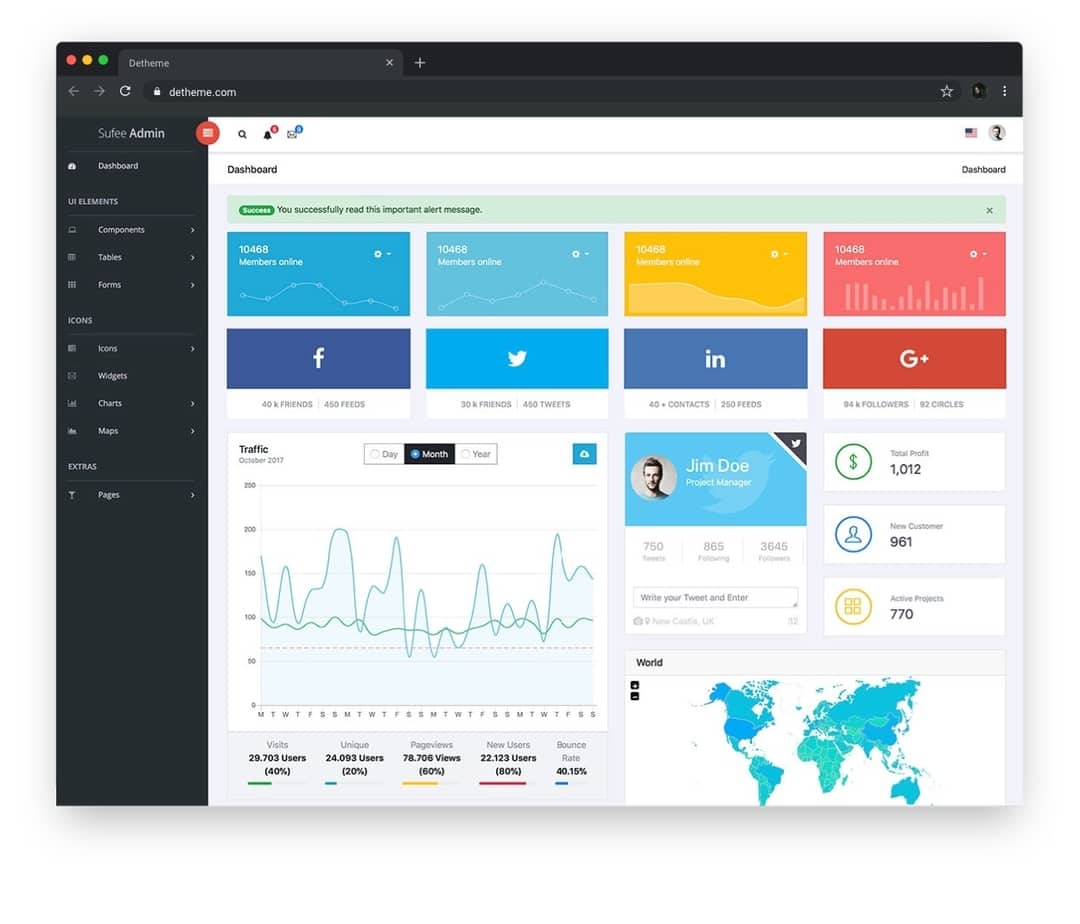 Detheme
detheme.com
Sufee Admin
Dashboard
UI ELEMENTS
Components
Tables
Forms
ICONS
Icons
Widgets
Charts
Maps
EXTRAS
Pages
Dashboard
Dashboard
Success You successfully read this important alert message.
10468
Members online
10468
Members online
10468
Members online
10468
Members online
f
in
G+
40 k FRIENDS 450 FEEDS
30 k FRIENDS 450 TWEETS
40 + CONTACTS 250 FEEDS
94 k FOLLOWERS 92 CIRCLES
Traffic
October 2017
Day Month Year
250
200
150
100
50
0
M T W T F S S M T W T F S S M T W T F S S M T W T F S S
Visits
29.703 Users
(40%)
Unique
24.093 Users
(20%)
Pageviews
78.706 Views
(60%)
New Users
22.123 Users
(80%)
Bounce
Rate
40.15%
Jim Doe
Project Manager
750
Tweets
865
Following
3645
Followers
Write your Tweet and Enter
New Castle, UK 32
Total Profit
1,012
New Customer
961
Active Projects
770
World
+
-